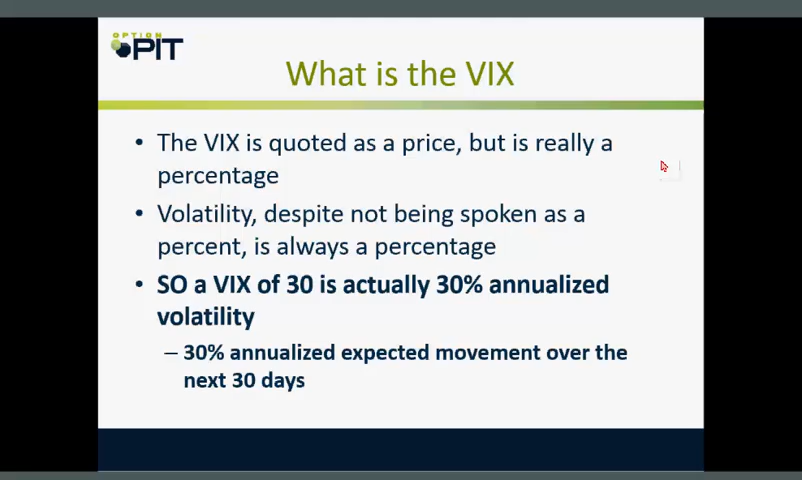 OPTION
PIT
What is the VIX
• The VIX is quoted as a price, but is really a
percentage
• Volatility, despite not being spoken as a
percent, is always a percentage
• SO a VIX of 30 is actually 30% annualized
volatility
– 30% annualized expected movement over the
next 30 days